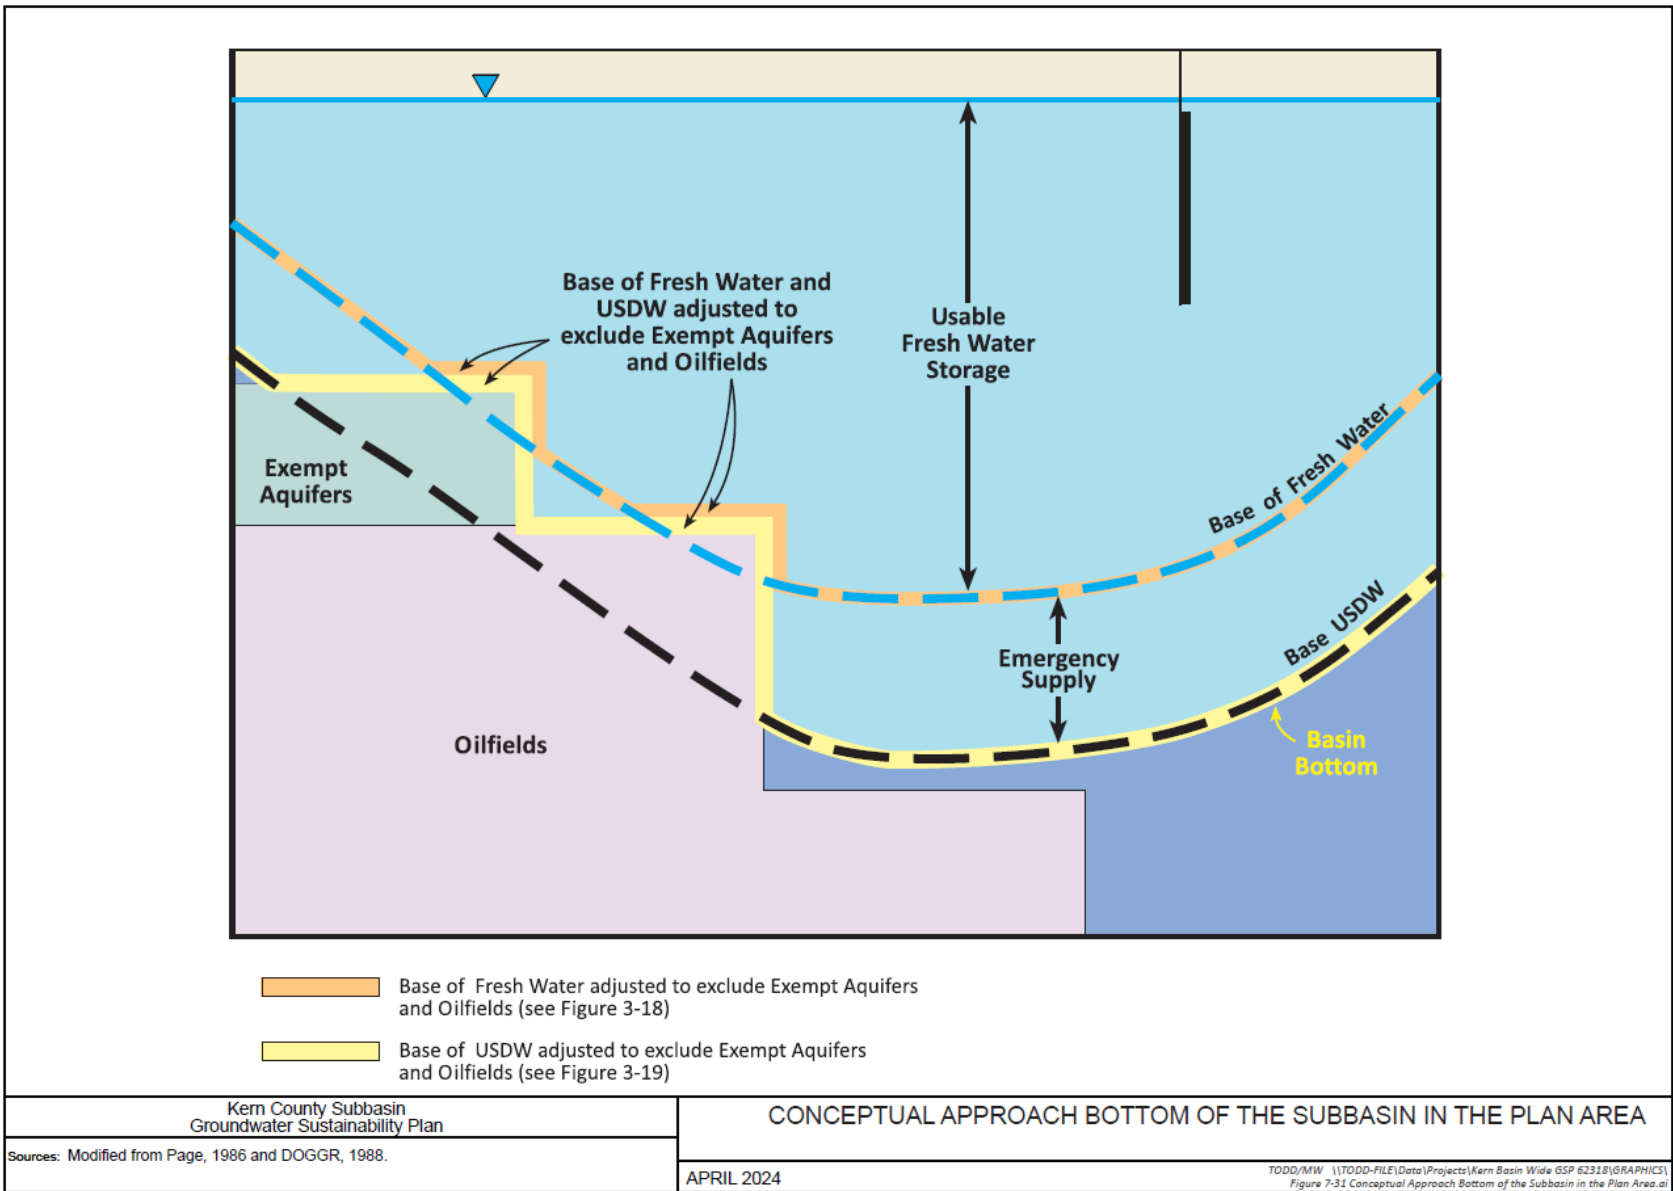 Base of Fresh Water and
USDW adjusted to
exclude Exempt Aquifers
and Oilfields
Usable
Fresh Water
Storage
Exempt
Aquifers
Base of Fresh Water
Base USDW
Emergency
Supply
Oilfields
Basin
Bottom
Base of Fresh Water adjusted to exclude Exempt Aquifers
and Oilfields (see Figure 3-18)
Base of USDW adjusted to exclude Exempt Aquifers
and Oilfields (see Figure 3-19)
Kern County Subbasin
Groundwater Sustainability Plan
Sources: Modified from Page, 1986 and DOGGR, 1988.
CONCEPTUAL APPROACH BOTTOM OF THE SUBBASIN IN THE PLAN AREA
APRIL 2024
TODD/MW \\TODD-FILE\Data\Projects\Kern Basin Wide GSP 62318\GRAPHICS\
Figure 7-31 Conceptual Approach Bottom of the Subbasin in the Plan Area.ai